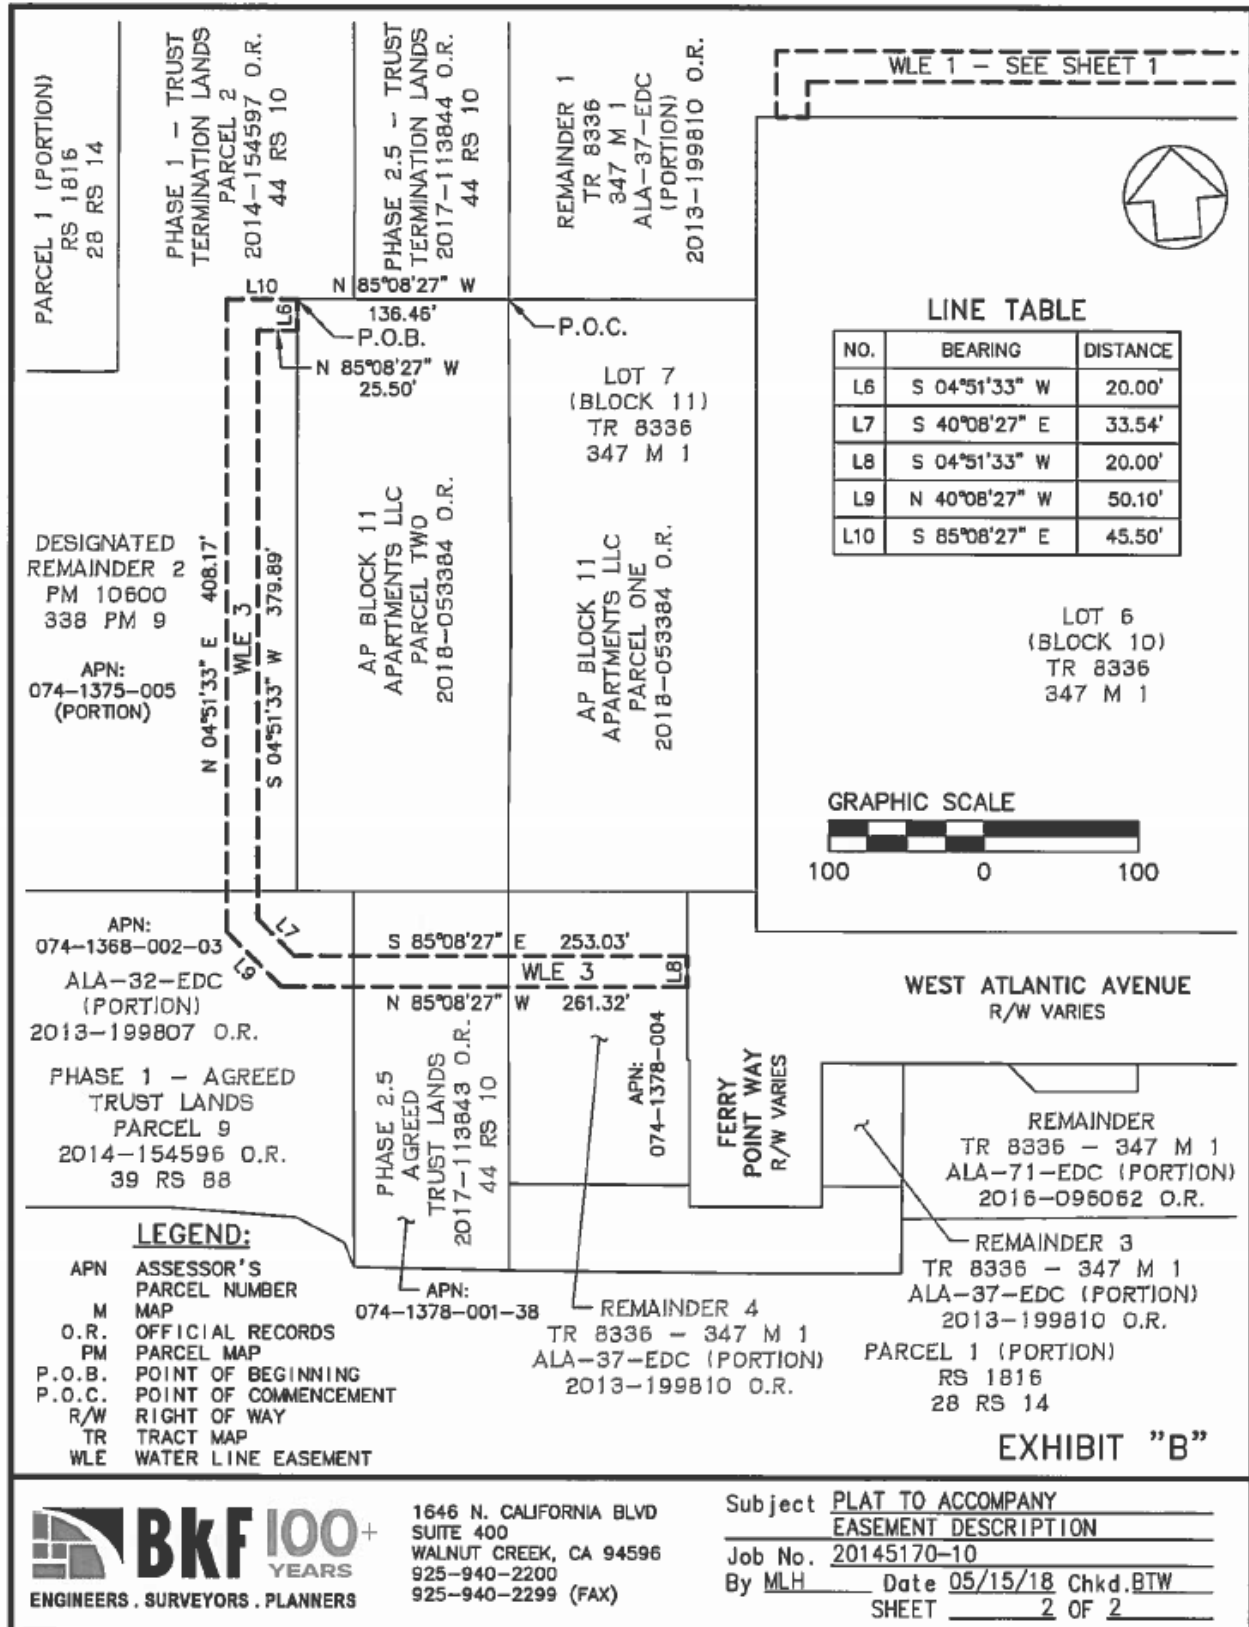 PARCEL 1 (PORTION)
RS 1816
28 RS 14
PHASE 1 – TRUST
TERMINATION LANDS
PARCEL 2
2014–154597 O.R.
44 RS 10
PHASE 2.5 – TRUST
TERMINATION LANDS
2017–113844 O.R.
44 RS 10
REMAINDER 1
TR 8336
347 M 1
ALA–37–EDC
(PORTION)
2013–199810 O.R.
WLE 1 – SEE SHEET 1
L10
N 85°08'27" W
136.46'
L6
P.O.B.
P.O.C.
N 85°08'27" W
25.50'
LINE TABLE
NO. BEARING DISTANCE
L6 S 04°51'33" W 20.00'
L7 S 40°08'27" E 33.54'
L8 S 04°51'33" W 20.00'
L9 N 40°08'27" W 50.10'
L10 S 85°08'27" E 45.50'
LOT 7
(BLOCK 11)
TR 8336
347 M 1
DESIGNATED
REMAINDER 2
PM 10600
338 PM 9
APN:
074–1375–005
(PORTION)
N 04°51'33" E 408.17'
WLE 3
S 04°51'33" W 379.89'
AP BLOCK 11
APARTMENTS LLC
PARCEL TWO
2018–053384 O.R.
AP BLOCK 11
APARTMENTS LLC
PARCEL ONE
2018–053384 O.R.
LOT 6
(BLOCK 10)
TR 8336
347 M 1
GRAPHIC SCALE
100 0 100
APN:
074–1368–002–03
ALA–32–EDC
(PORTION)
2013–199807 O.R.
PHASE 1 – AGREED
TRUST LANDS
PARCEL 9
2014–154596 O.R.
39 RS 88
L7
L9
S 85°08'27" E 253.03'
WLE 3
L8
N 85°08'27" W 261.32'
PHASE 2.5
AGREED
TRUST LANDS
2017–113843 O.R.
44 RS 10
APN:
074–1378–004
FERRY
POINT WAY
R/W VARIES
WEST ATLANTIC AVENUE
R/W VARIES
REMAINDER
TR 8336 – 347 M 1
ALA–71–EDC (PORTION)
2016–096062 O.R.
REMAINDER 3
TR 8336 – 347 M 1
ALA–37–EDC (PORTION)
2013–199810 O.R.
PARCEL 1 (PORTION)
RS 1816
28 RS 14
APN:
074–1378–001–38
REMAINDER 4
TR 8336 – 347 M 1
ALA–37–EDC (PORTION)
2013–199810 O.R.
LEGEND:
APN ASSESSOR'S
PARCEL NUMBER
M MAP
O.R. OFFICIAL RECORDS
PM PARCEL MAP
P.O.B. POINT OF BEGINNING
P.O.C. POINT OF COMMENCEMENT
R/W RIGHT OF WAY
TR TRACT MAP
WLE WATER LINE EASEMENT
EXHIBIT "B"
BKF 100+
YEARS
ENGINEERS . SURVEYORS . PLANNERS
1646 N. CALIFORNIA BLVD
SUITE 400
WALNUT CREEK, CA 94596
925–940–2200
925–940–2299 (FAX)
Subject PLAT TO ACCOMPANY
EASEMENT DESCRIPTION
Job No. 20145170–10
By MLH Date 05/15/18 Chkd.BTW
SHEET 2 OF 2